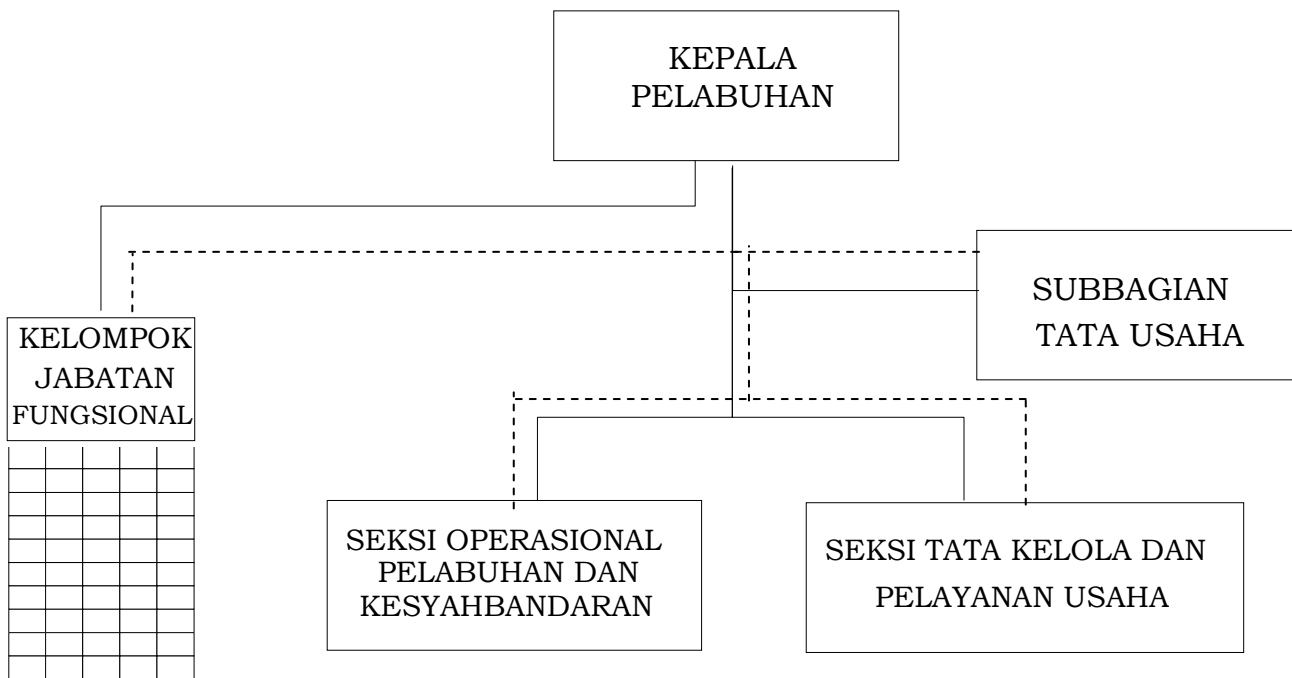 KEPALA
PELABUHAN
SUBBAGIAN
TATA USAHA
KELOMPOK
JABATAN
FUNGSIONAL
SEKSI OPERASIONAL
PELABUHAN DAN
KESYAHBANDARAN
SEKSI TATA KELOLA DAN
PELAYANAN USAHA